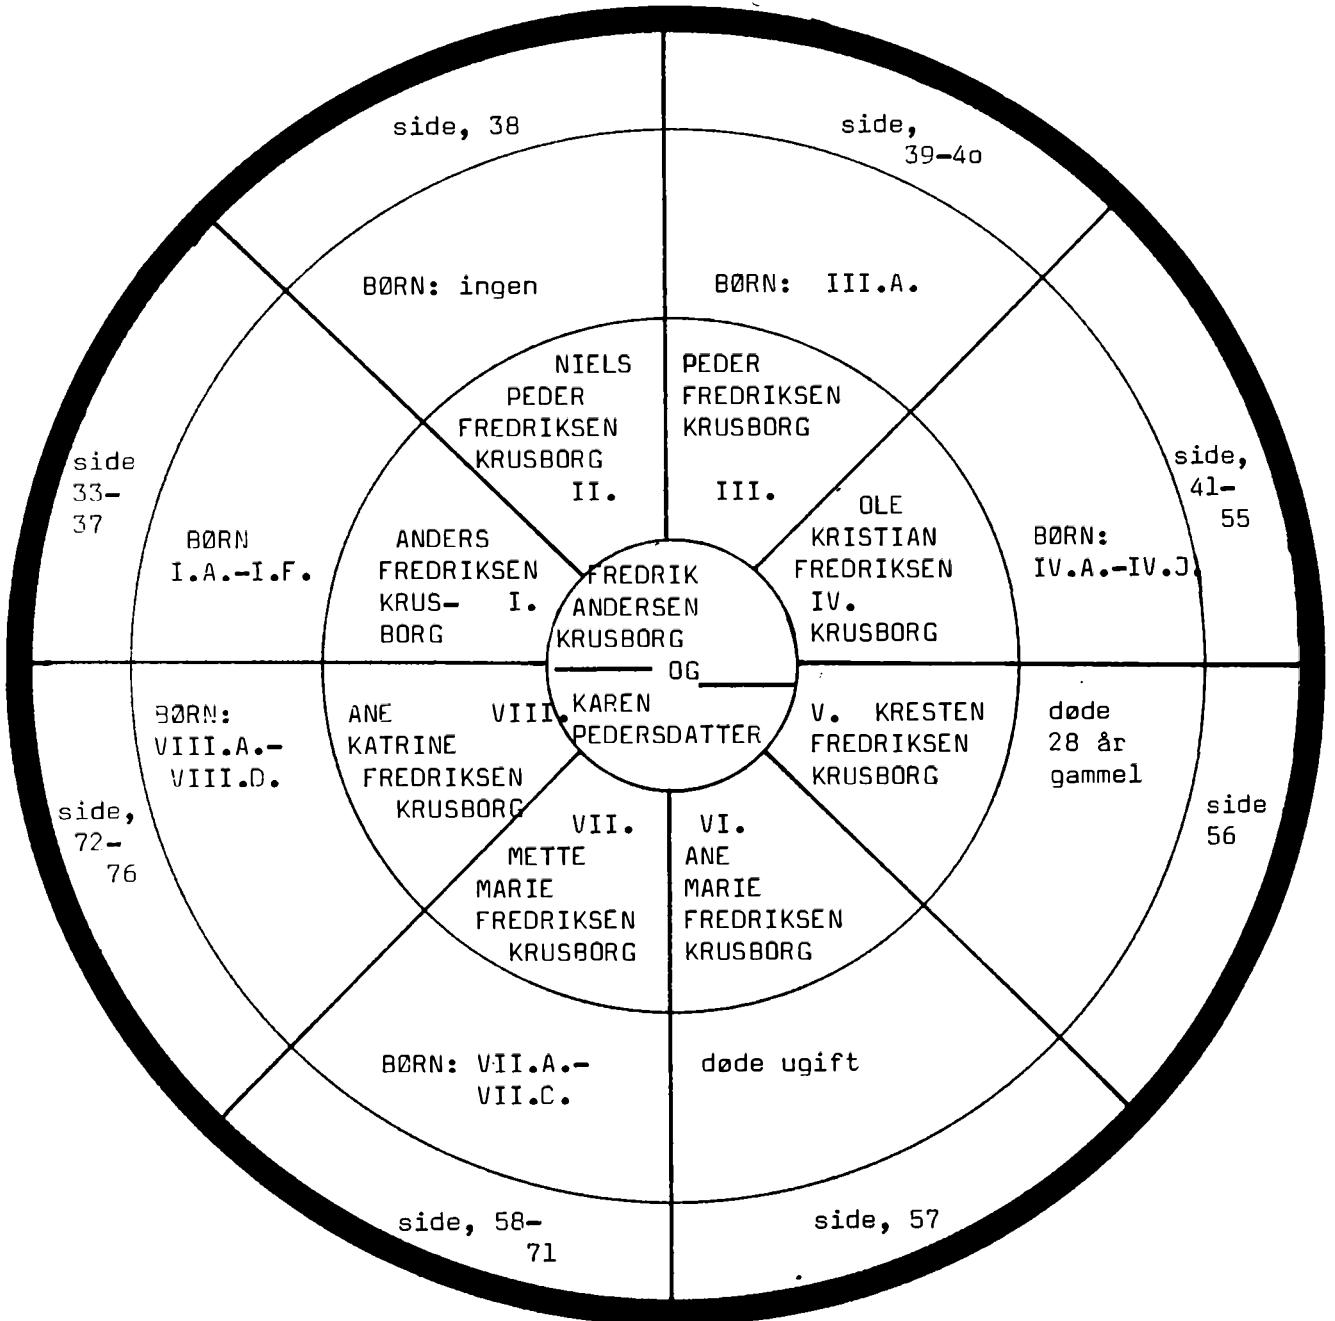 FREDRIK
ANDERSEN
KRUSBORG
OG
KAREN
PEDERSDATTER
ANDERS
FREDRIKSEN
KRUS- I.
BORG
BØRN
I.A.-I.F.
side
33-
37
NIELS
PEDER
FREDRIKSEN
KRUSBORG
II.
BØRN: ingen
side, 38
PEDER
FREDRIKSEN
KRUSBORG
III.
BØRN: III.A.
side,
39-4o
OLE
KRISTIAN
FREDRIKSEN
IV.
KRUSBORG
BØRN:
IV.A.-IV.J.
side,
41-
55
V. KRESTEN
FREDRIKSEN
KRUSBORG
døde
28 år
gammel
side
56
VI.
ANE
MARIE
FREDRIKSEN
KRUSBORG
døde ugift
side, 57
VII.
METTE
MARIE
FREDRIKSEN
KRUSBORG
BØRN: VII.A.-
VII.C.
side, 58-
71
ANE VIII.
KATRINE
FREDRIKSEN
KRUSBORG
BØRN:
VIII.A.-
VIII.D.
side,
72-
76